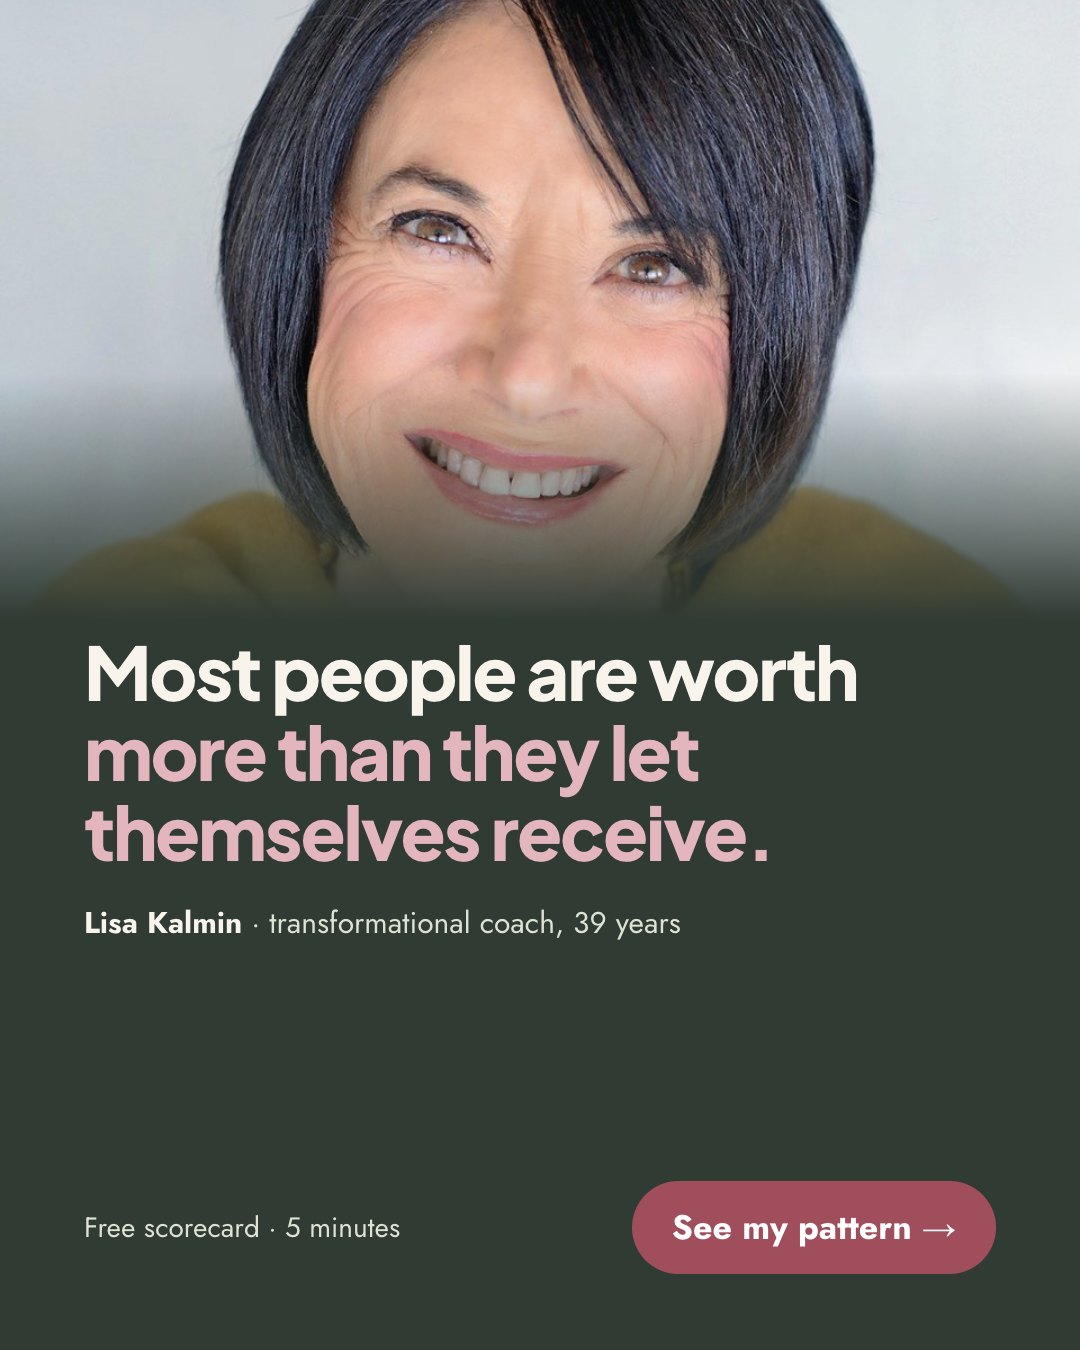 Most people are worth
more than they let
themselves receive.
Lisa Kalmin · transformational coach, 39 years
Free scorecard · 5 minutes
See my pattern →